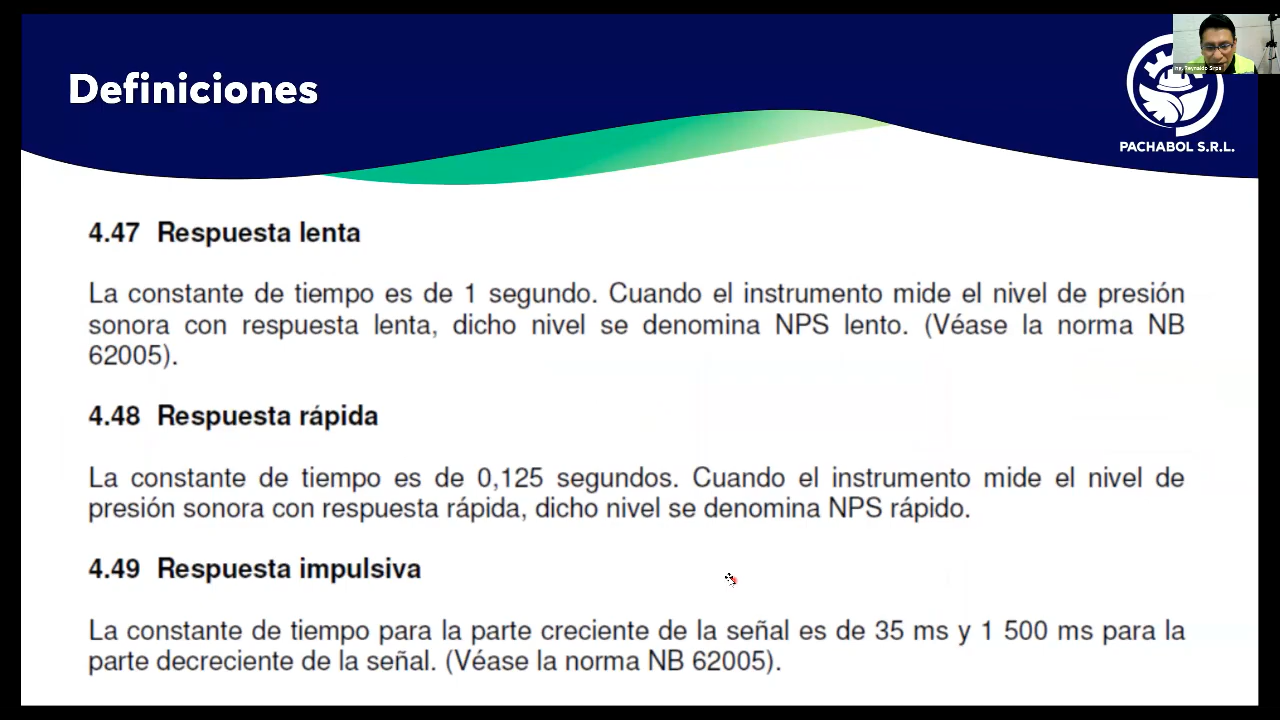 Definiciones
Ing. Reynaldo Sirpa
PACHABOL S.R.L.
4.47 Respuesta lenta
La constante de tiempo es de 1 segundo. Cuando el instrumento mide el nivel de presión
sonora con respuesta lenta, dicho nivel se denomina NPS lento. (Véase la norma NB
62005).
4.48 Respuesta rápida
La constante de tiempo es de 0,125 segundos. Cuando el instrumento mide el nivel de
presión sonora con respuesta rápida, dicho nivel se denomina NPS rápido.
4.49 Respuesta impulsiva
La constante de tiempo para la parte creciente de la señal es de 35 ms y 1 500 ms para la
parte decreciente de la señal. (Véase la norma NB 62005).